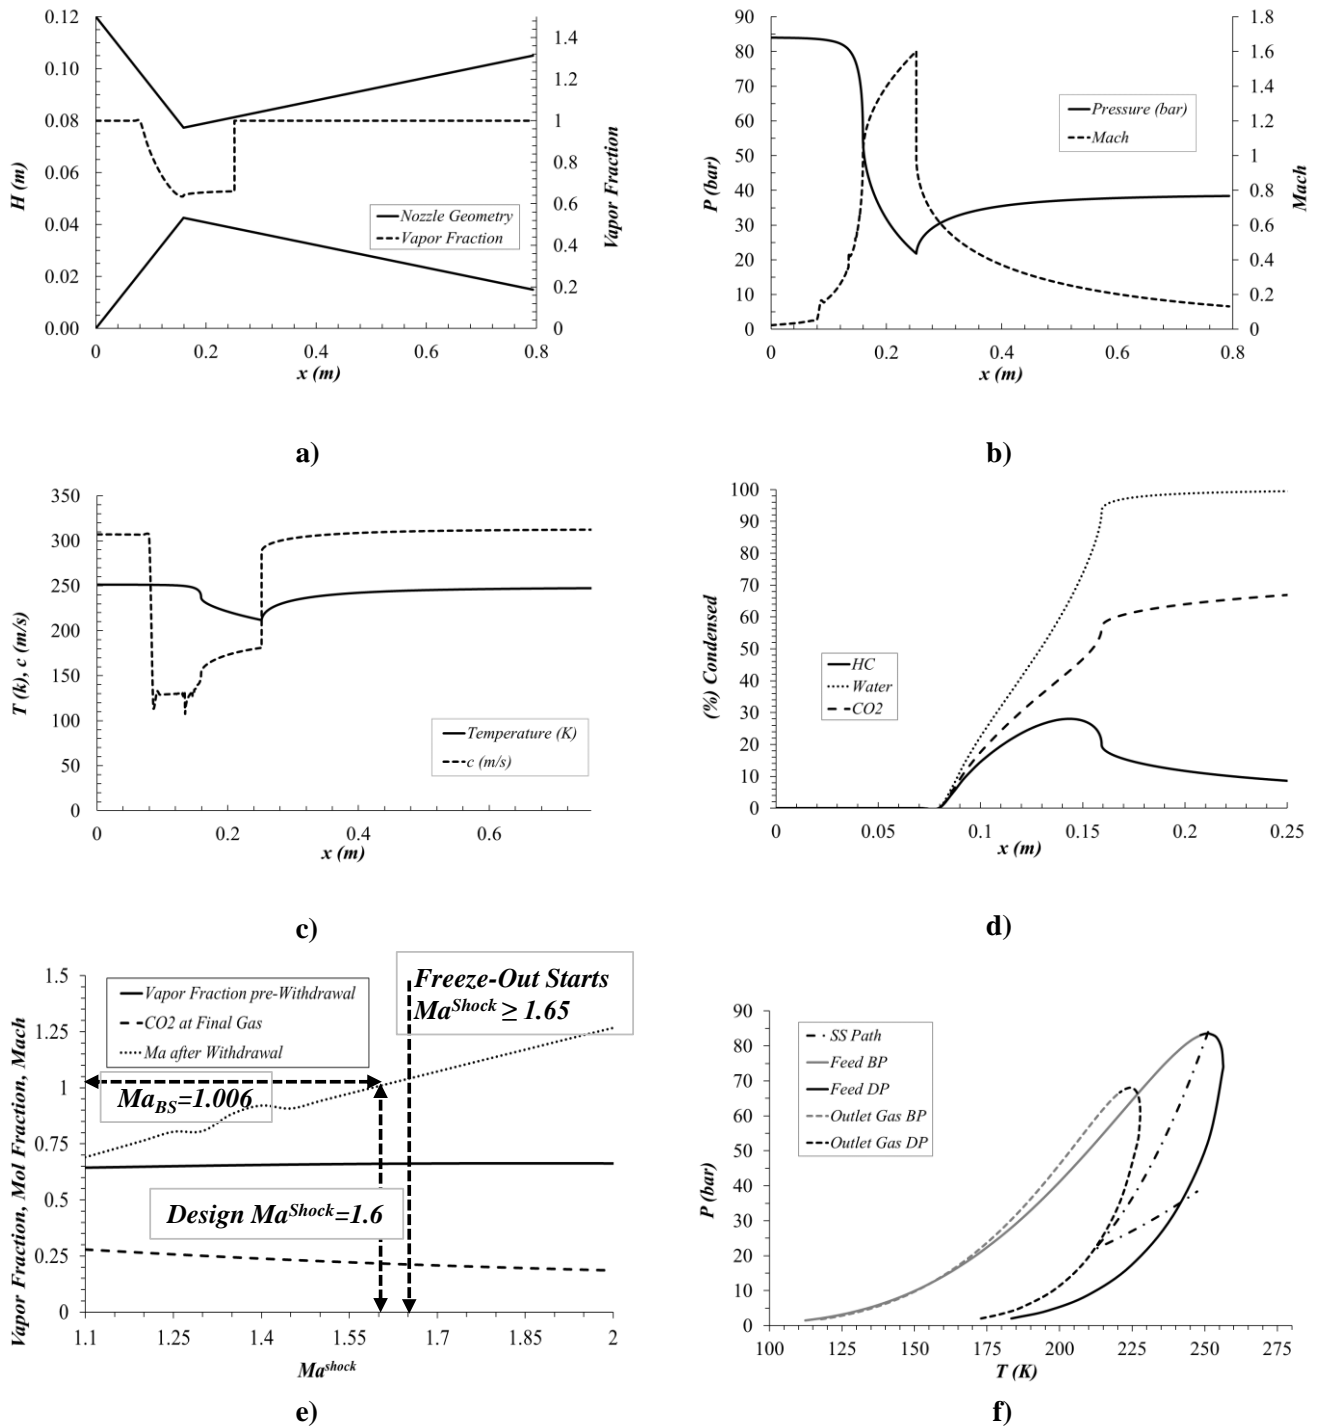 0.12
0.10
0.08
0.06
0.04
0.02
0.00
H (m)
1.4
1.2
1
0.8
0.6
0.4
0.2
0
Vapor Fraction
Nozzle Geometry
Vapor Fraction
0
0.2
0.4
0.6
0.8
x (m)
a)
90
80
70
60
50
40
30
20
10
0
P (bar)
1.8
1.6
1.4
1.2
1
0.8
0.6
0.4
0.2
0
Mach
Pressure (bar)
Mach
0
0.2
0.4
0.6
0.8
x (m)
b)
350
300
250
200
150
100
50
0
T (k), c (m/s)
Temperature (K)
c (m/s)
0
0.2
0.4
0.6
x (m)
c)
100
90
80
70
60
50
40
30
20
10
0
(%) Condensed
HC
Water
CO2
0
0.05
0.1
0.15
0.2
0.25
x (m)
d)
1.5
1.25
1
0.75
0.5
0.25
0
Vapor Fraction, Mol Fraction, Mach
Vapor Fraction pre-Withdrawal
CO2 at Final Gas
Ma after Withdrawal
Freeze-Out Starts
Ma^Shock ≥ 1.65
Ma_BS=1.006
Design Ma^Shock=1.6
1.1
1.25
1.4
1.55
1.7
1.85
2
Ma^shock
e)
90
80
70
60
50
40
30
20
10
0
P (bar)
SS Path
Feed BP
Feed DP
Outlet Gas BP
Outlet Gas DP
100
125
150
175
200
225
250
275
T (K)
f)